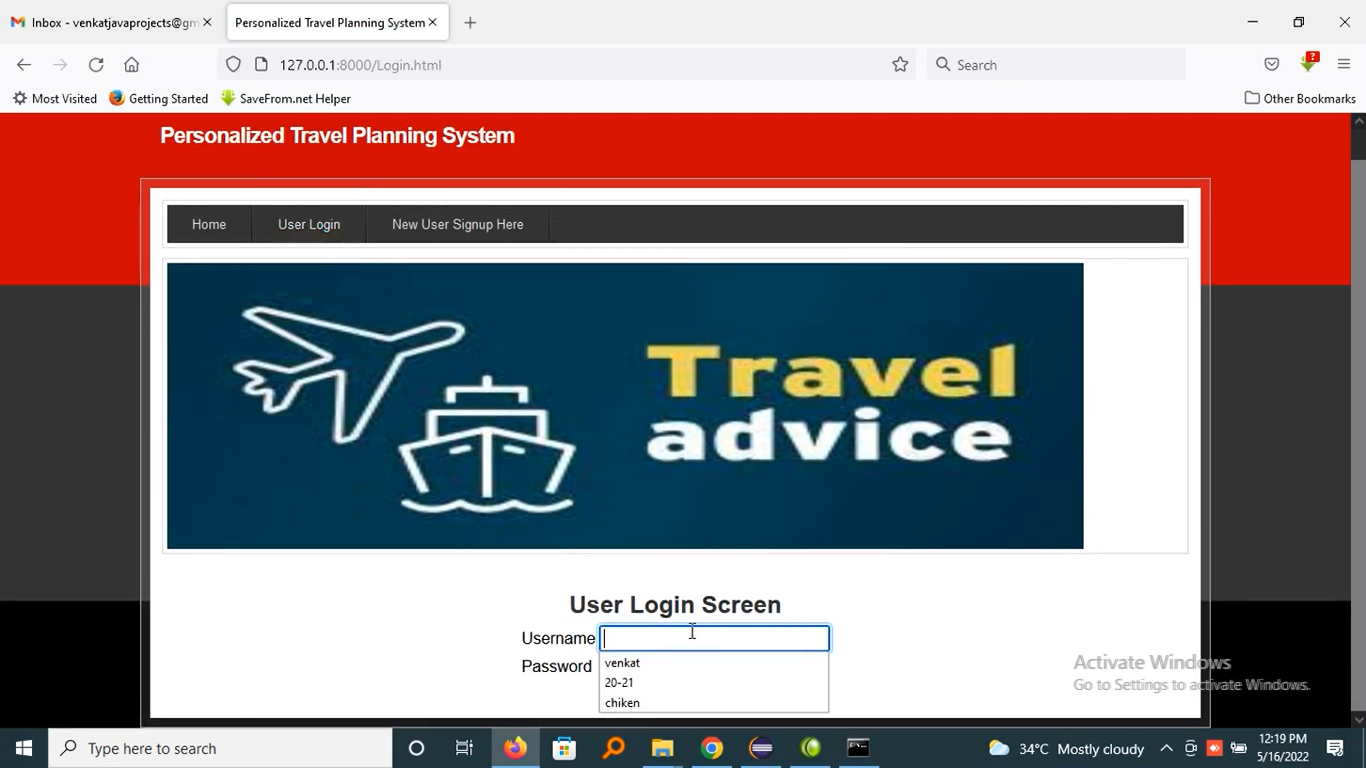 Inbox - venkatjavaprojects@gm
Personalized Travel Planning System
127.0.0.1:8000/Login.html
Search
Most Visited
Getting Started
SaveFrom.net Helper
Other Bookmarks
Personalized Travel Planning System
Home
User Login
New User Signup Here
Travel
advice
User Login Screen
Username
venkat
Password
20-21
chiken
Activate Windows
Go to Settings to activate Windows.
Type here to search
34°C Mostly cloudy
12:19 PM
5/16/2022